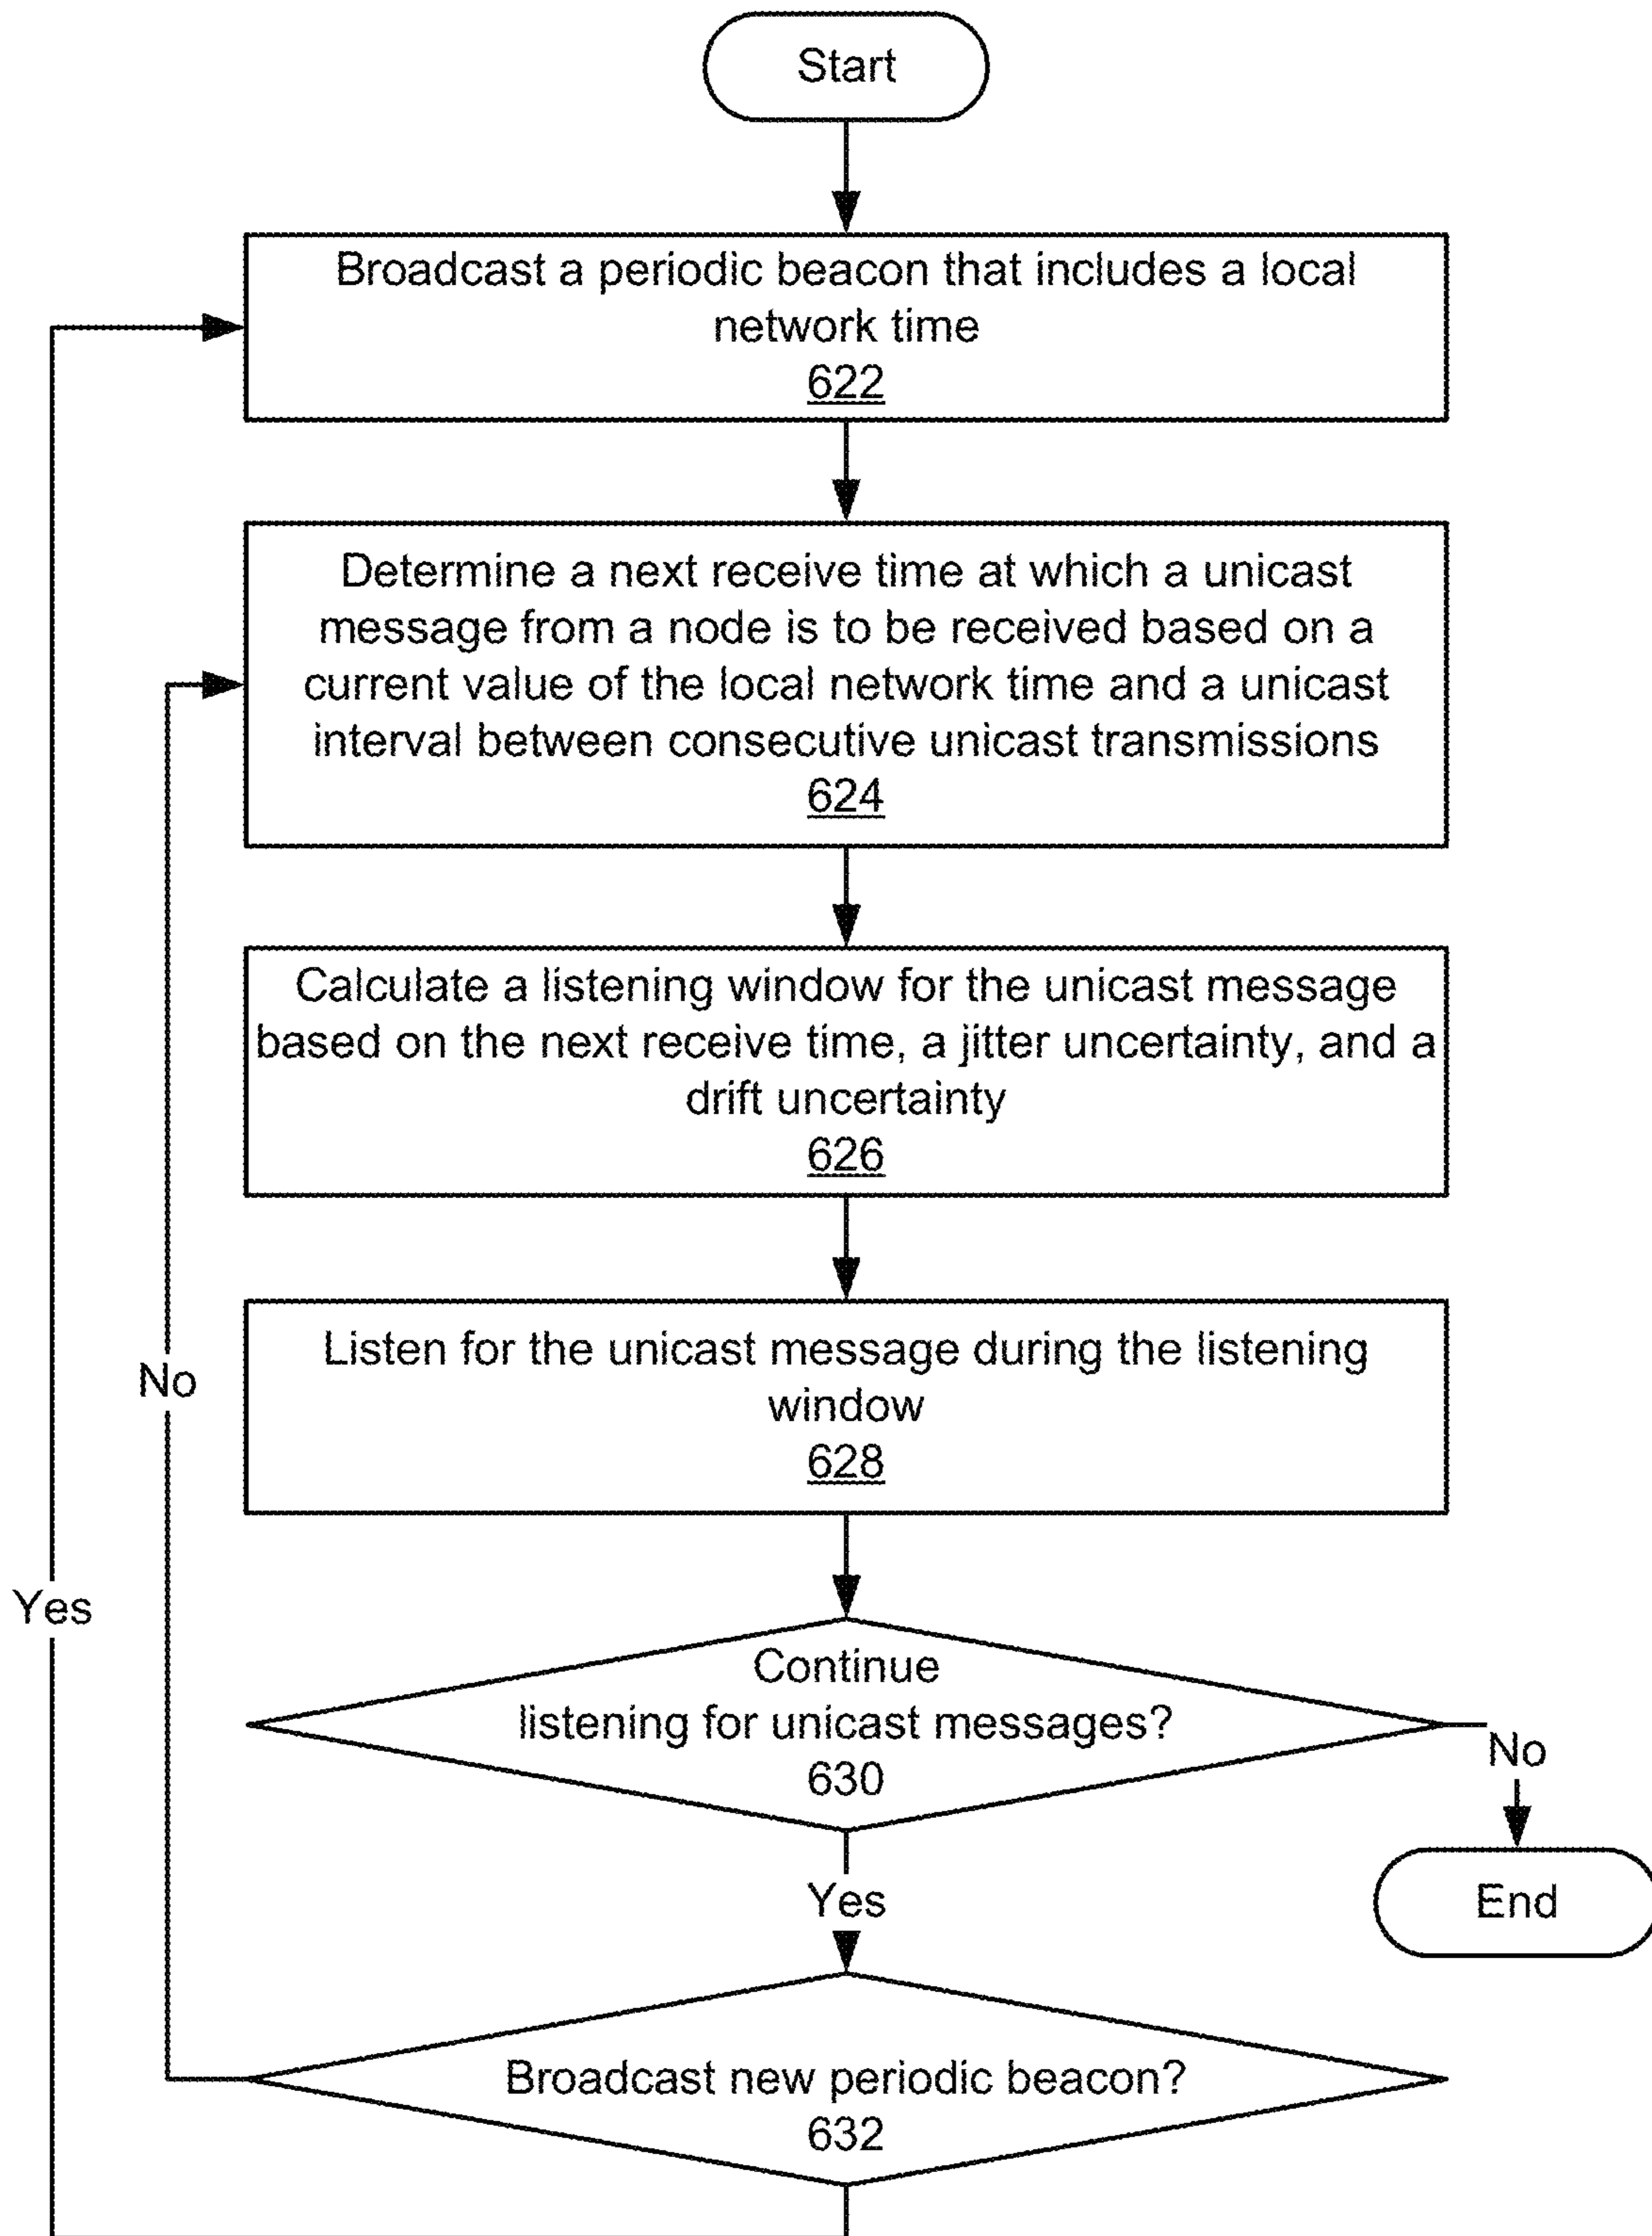 Start
Broadcast a periodic beacon that includes a local
network time
622
Determine a next receive time at which a unicast
message from a node is to be received based on a
current value of the local network time and a unicast
interval between consecutive unicast transmissions
624
Calculate a listening window for the unicast message
based on the next receive time, a jitter uncertainty, and a
drift uncertainty
626
Listen for the unicast message during the listening
window
628
No
Yes
Continue
listening for unicast messages?
630
No
End
Yes
Broadcast new periodic beacon?
632